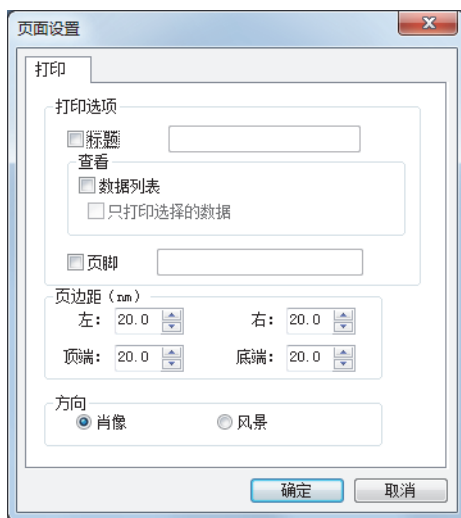 页面设置
打印
打印选项
标题
查看
数据列表
只打印选择的数据
页脚
页边距（nm）
左： 20.0 右： 20.0
顶端： 20.0 底端： 20.0
方向
肖像 风景
确定 取消